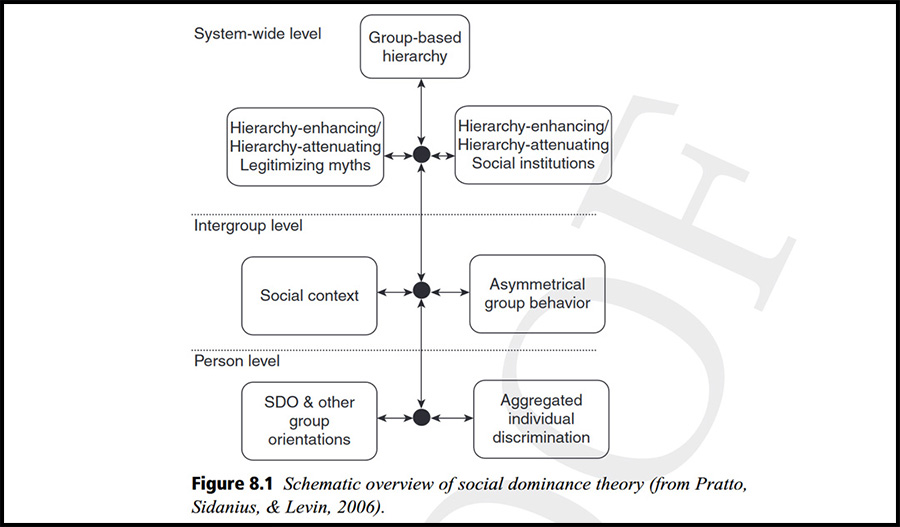 System-wide level
Group-based
hierarchy
Hierarchy-enhancing/
Hierarchy-attenuating
Legitimizing myths
Hierarchy-enhancing/
Hierarchy-attenuating
Social institutions
Intergroup level
Social context
Asymmetrical
group behavior
Person level
SDO & other
group
orientations
Aggregated
individual
discrimination
Figure 8.1 Schematic overview of social dominance theory (from Pratto,
Sidanius, & Levin, 2006).